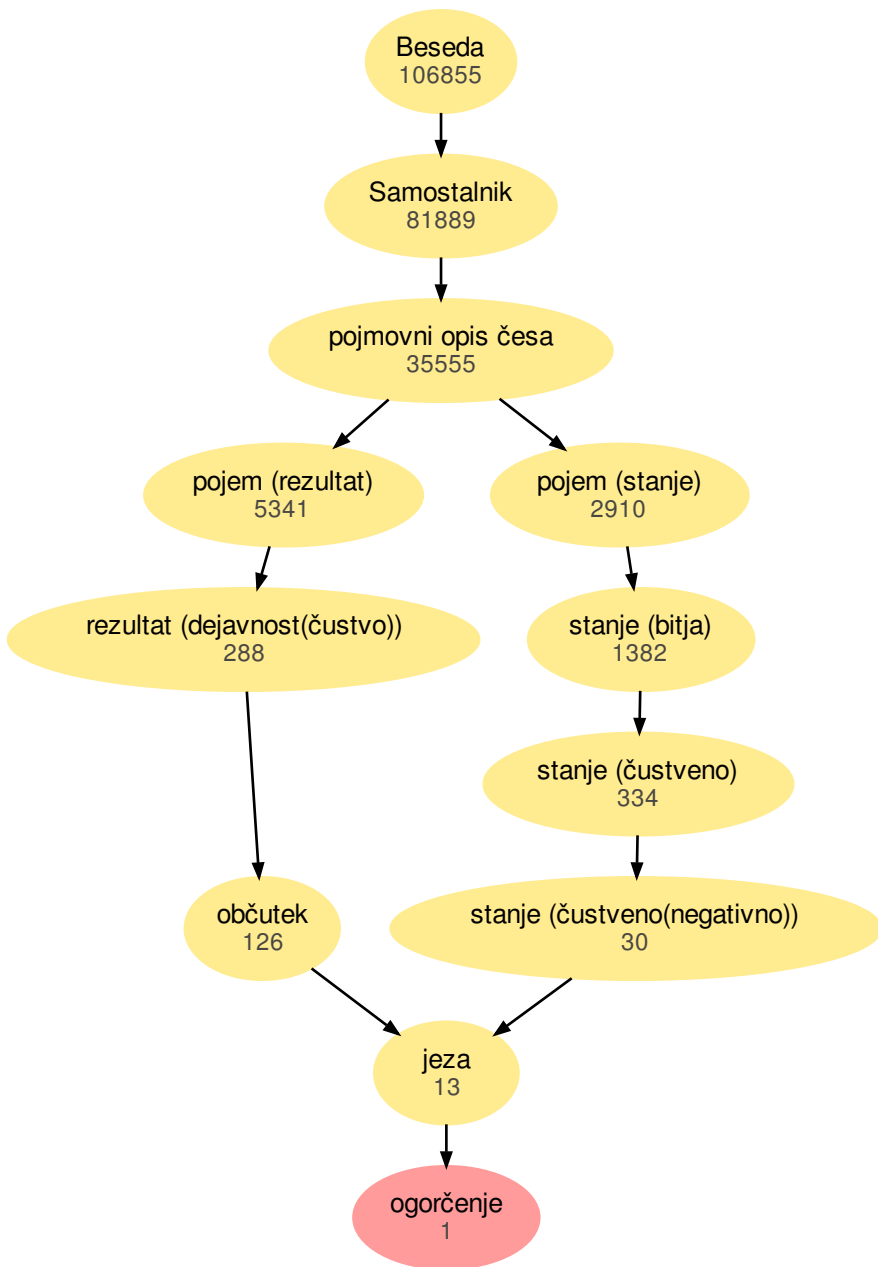 Beseda
106855
Samostalnik
81889
pojmovni opis česa
35555
pojem (rezultat)
5341
pojem (stanje)
2910
rezultat (dejavnost(čustvo))
288
stanje (bitja)
1382
stanje (čustveno)
334
občutek
126
stanje (čustveno(negativno))
30
jeza
13
ogorčenje
1